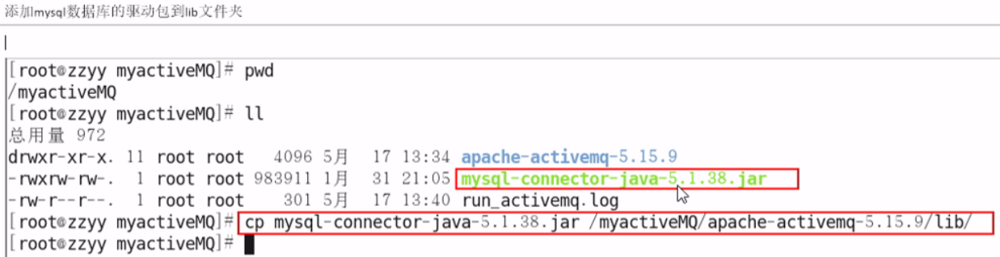 添加mysql数据库的驱动包到lib文件夹
[root@zzyy myactiveMQ]# pwd
/myactiveMQ
[root@zzyy myactiveMQ]# ll
总用量 972
drwxr-xr-x. 11 root root 4096 5月 17 13:34 apache-activemq-5.15.9
-rwxrw-rw-. 1 root root 983911 1月 31 21:05 mysql-connector-java-5.1.38.jar
-rw-r--r--. 1 root root 301 5月 17 13:40 run_activemq.log
[root@zzyy myactiveMQ]# cp mysql-connector-java-5.1.38.jar /myactiveMQ/apache-activemq-5.15.9/lib/
[root@zzyy myactiveMQ]#